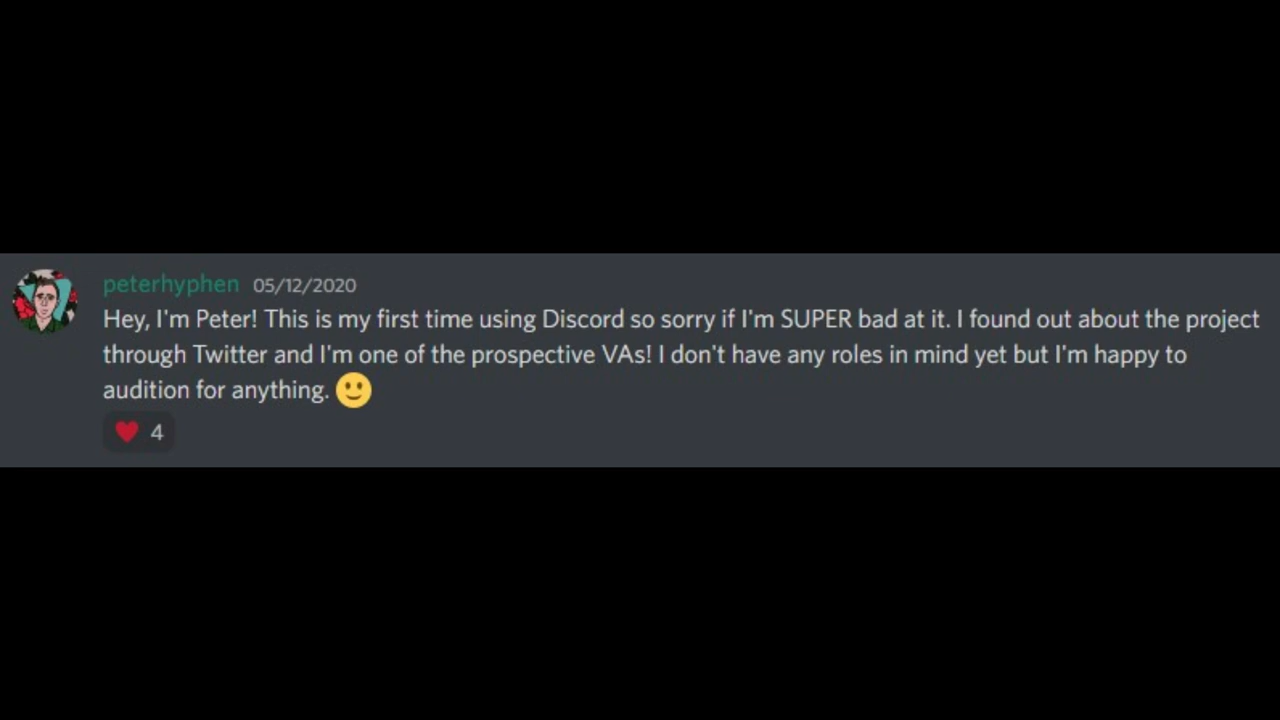 peterhyphen 05/12/2020
Hey, I'm Peter! This is my first time using Discord so sorry if I'm SUPER bad at it. I found out about the project
through Twitter and I'm one of the prospective VAs! I don't have any roles in mind yet but I'm happy to
audition for anything. 🙂
❤️ 4